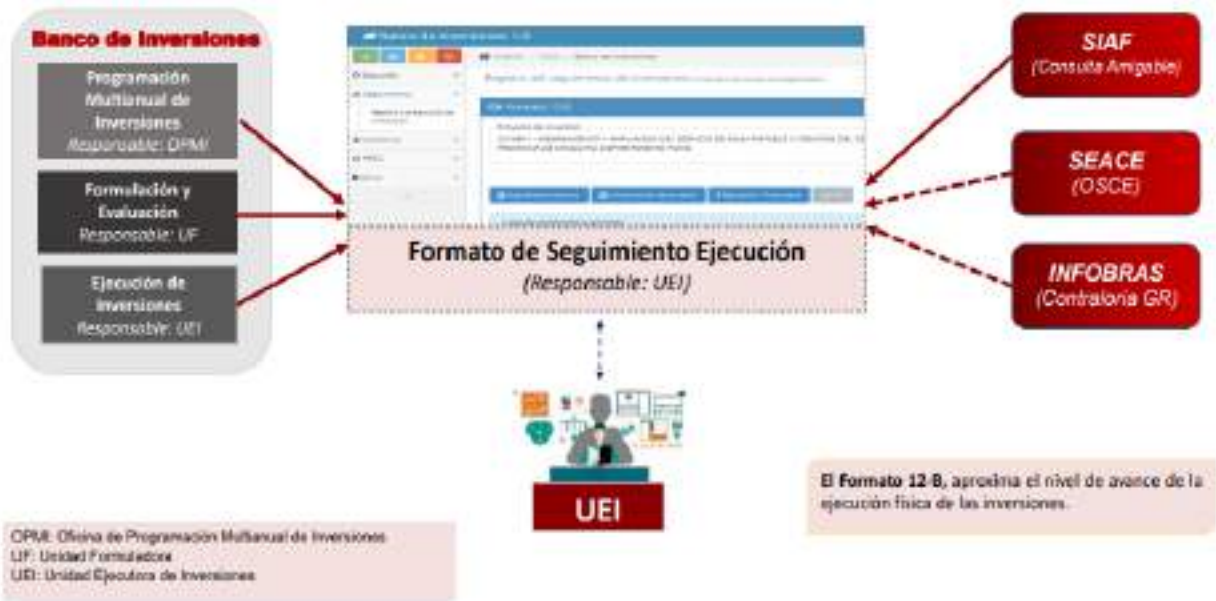 Banco de Inversiones
Programación
Multianual de
Inversiones
Responsable: OPMI
Formulación y
Evaluación
Responsable: UF
Ejecución de
Inversiones
Responsable: UEI
Formato de Seguimiento Ejecución
(Responsable: UEI)
SIAF
(Consulta Amigable)
SEACE
(OSCE)
INFOBRAS
(Contraloría GR)
UEI
El Formato 12-B, aproxima el nivel de avance de la
ejecución física de las inversiones.
OPMI: Oficina de Programación Multianual de Inversiones
UF: Unidad Formuladora
UEI: Unidad Ejecutora de Inversiones